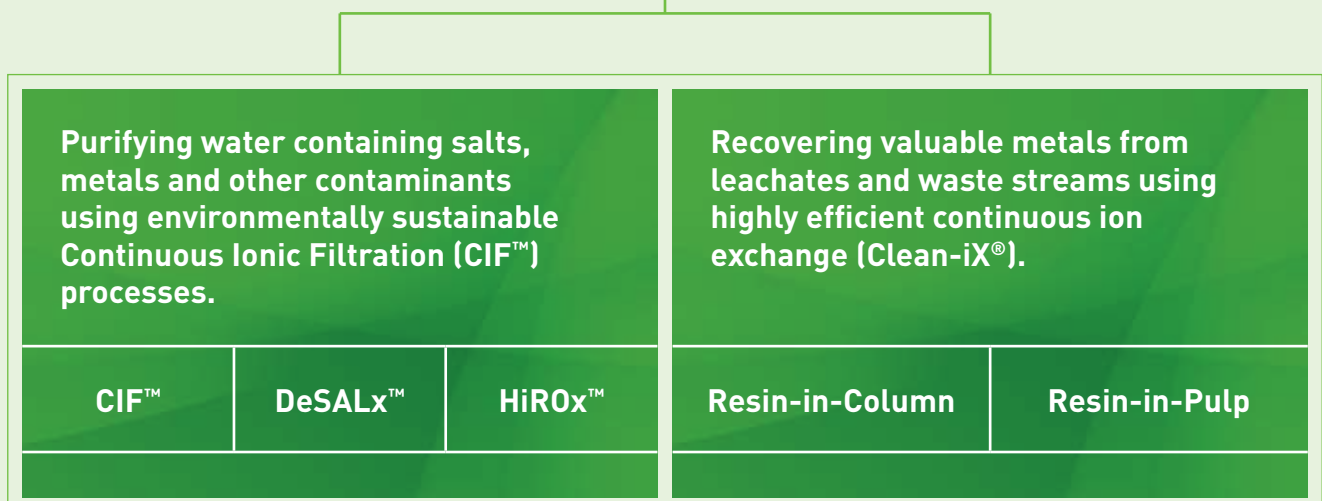 Purifying water containing salts,
metals and other contaminants
using environmentally sustainable
Continuous Ionic Filtration (CIF™)
processes.
CIF™
DeSALx™
HiROx™
Recovering valuable metals from
leachates and waste streams using
highly efficient continuous ion
exchange (Clean-iX®).
Resin-in-Column
Resin-in-Pulp